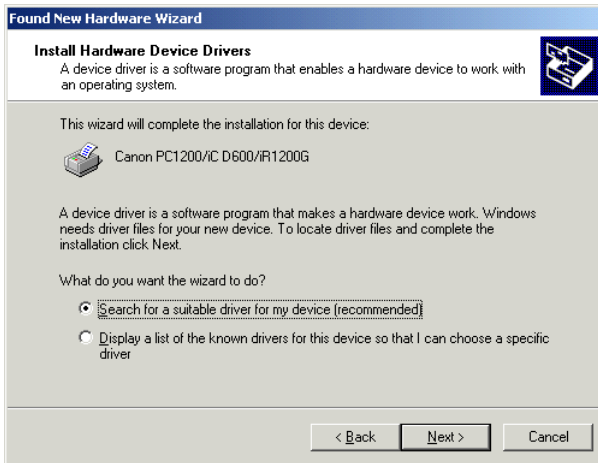 Found New Hardware Wizard
Install Hardware Device Drivers
A device driver is a software program that enables a hardware device to work with
an operating system.
This wizard will complete the installation for this device:
Canon PC1200/iC D600/iR1200G
A device driver is a software program that makes a hardware device work. Windows
needs driver files for your new device. To locate driver files and complete the
installation click Next.
What do you want the wizard to do?
Search for a suitable driver for my device (recommended)
Display a list of the known drivers for this device so that I can choose a specific
driver
< Back Next > Cancel